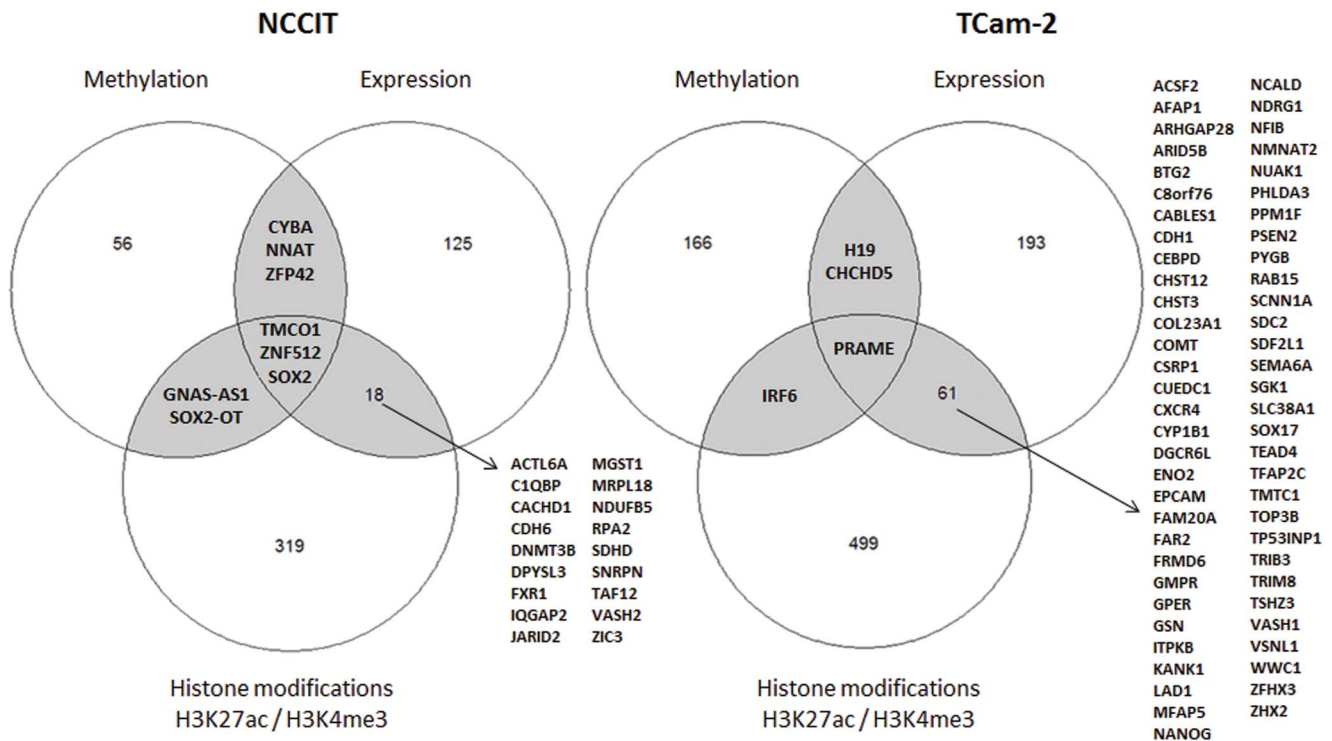 NCCIT
Methylation
Expression
56
CYBA
NNAT
ZFP42
125
TMCO1
ZNF512
SOX2
GNAS-AS1
SOX2-OT
18
319
ACTL6A MGST1
C1QBP MRPL18
CACHD1 NDUFB5
CDH6 RPA2
DNMT3B SDHD
DPYSL3 SNRPN
FXR1 TAF12
IQGAP2 VASH2
JARID2 ZIC3
Histone modifications
H3K27ac / H3K4me3
TCam-2
Methylation
Expression
166
H19
CHCHD5
193
PRAME
IRF6
61
499
Histone modifications
H3K27ac / H3K4me3
ACSF2 NCALD
AFAP1 NDRG1
ARHGAP28 NFIB
ARID5B NMNAT2
BTG2 NUAK1
C8orf76 PHLDA3
CABLES1 PPM1F
CDH1 PSEN2
CEBPD PYGB
CHST12 RAB15
CHST3 SCNN1A
COL23A1 SDC2
COMT SDF2L1
CSRP1 SEMA6A
CUEDC1 SGK1
CXCR4 SLC38A1
CYP1B1 SOX17
DGCR6L TEAD4
ENO2 TFAP2C
EPCAM TMTC1
FAM20A TOP3B
FAR2 TP53INP1
FRMD6 TRIB3
GMPR TRIM8
GPER TSHZ3
GSN VASH1
ITPKB VSNL1
KANK1 WWC1
LAD1 ZFHX3
MFAP5 ZHX2
NANOG